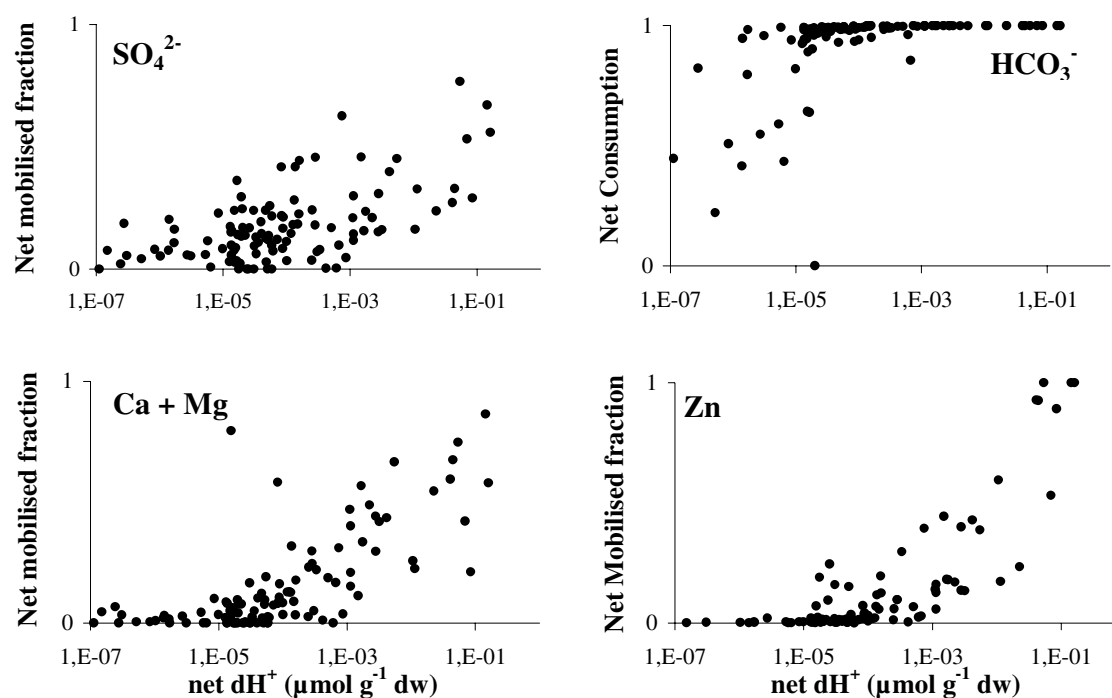 1
SO₄²⁻
Net mobilised fraction
0
1,E-07 1,E-05 1,E-03 1,E-01
1
HCO₃⁻
Net Consumption
0
1,E-07 1,E-05 1,E-03 1,E-01
1
Ca + Mg
Net mobilised fraction
0
1,E-07 1,E-05 1,E-03 1,E-01
net dH⁺ (µmol g⁻¹ dw)
1
Zn
Net Mobilised fraction
0
1,E-07 1,E-05 1,E-03 1,E-01
net dH⁺ (µmol g⁻¹ dw)